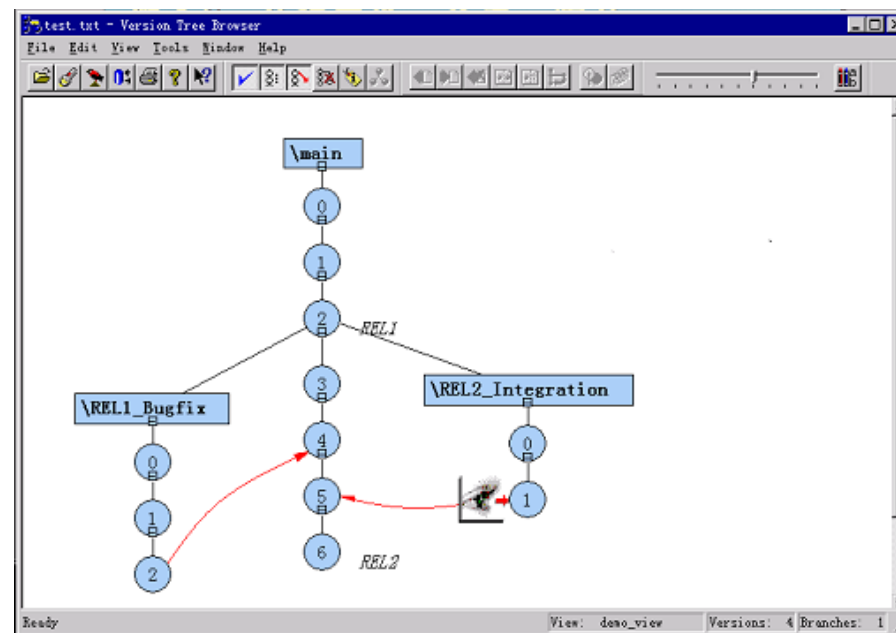 test.txt - Version Tree Browser
File Edit View Tools Window Help
\main
0
1
2
REL1
3
\REL1_Bugfix
\REL2_Integration
4
0
0
5
1
1
6
REL2
2
Ready
View: demo_view
Versions: 4
Branches: 1